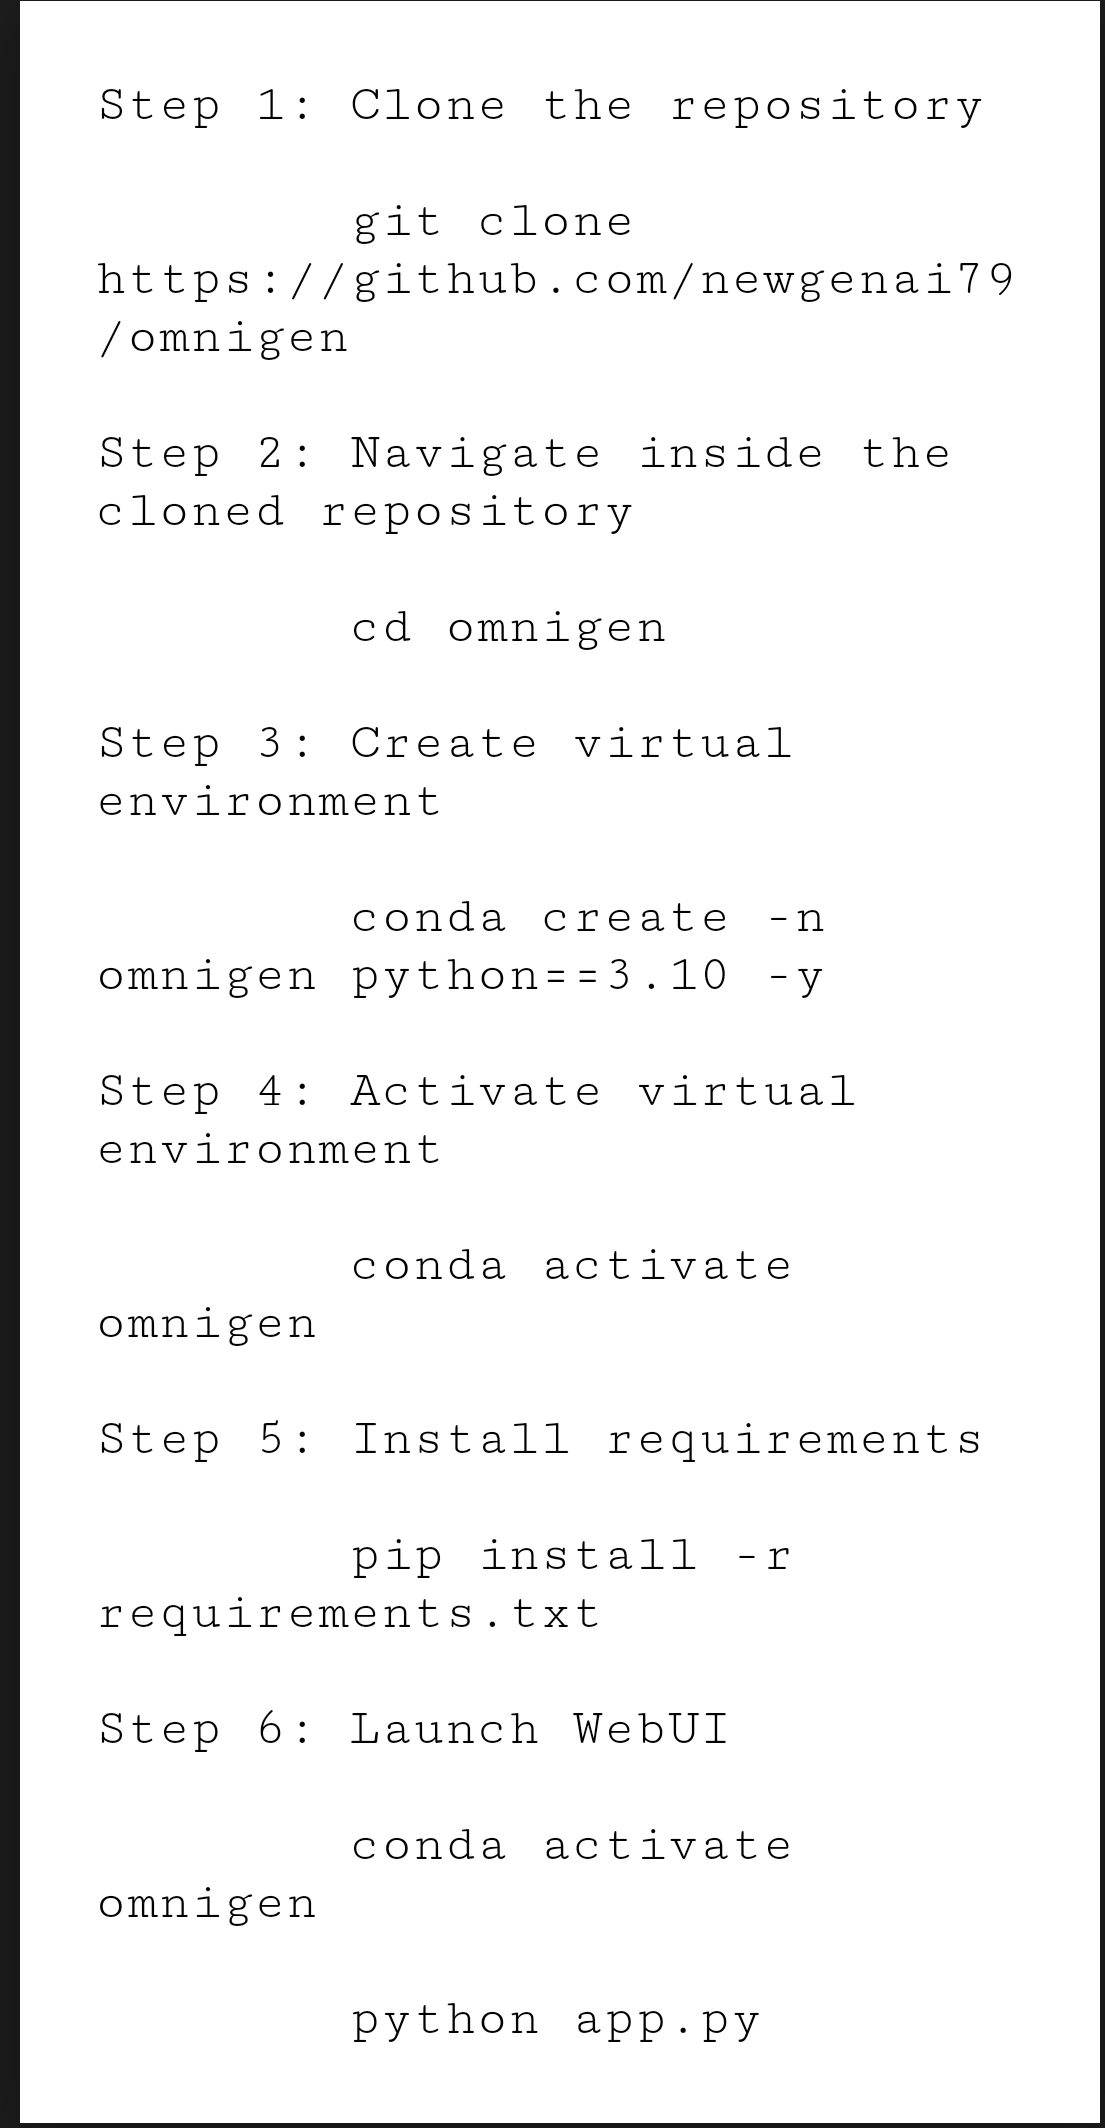 Step 1: Clone the repository
git clone
https://github.com/newgenai79
/omnigen
Step 2: Navigate inside the
cloned repository
cd omnigen
Step 3: Create virtual
environment
conda create -n
omnigen python==3.10 -y
Step 4: Activate virtual
environment
conda activate
omnigen
Step 5: Install requirements
pip install -r
requirements.txt
Step 6: Launch WebUI
conda activate
omnigen
python app.py